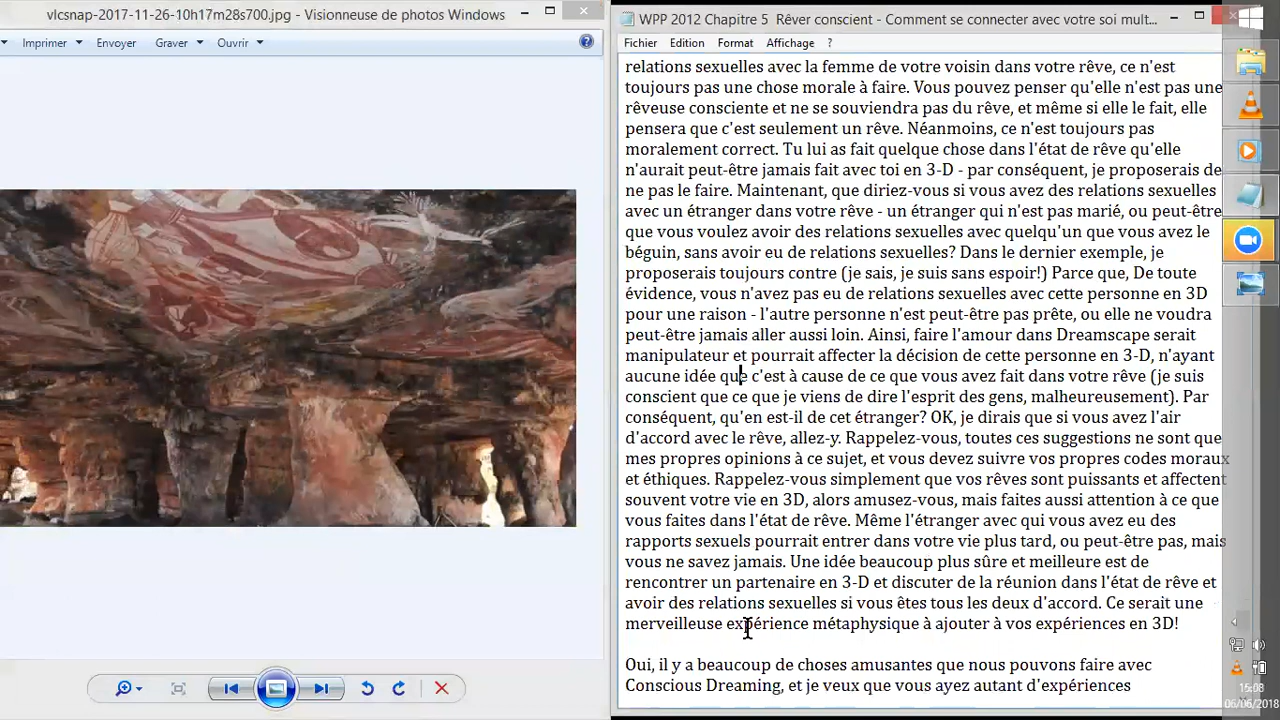 vlcsnap-2017-11-26-10h17m28s700.jpg - Visionneuse de photos Windows
Imprimer Envoyer Graver Ouvrir
WPP 2012 Chapitre 5 Rêver conscient - Comment se connecter avec votre soi mult...
Fichier Edition Format Affichage ?
relations sexuelles avec la femme de votre voisin dans votre rêve, ce n'est
toujours pas une chose morale à faire. Vous pouvez penser qu'elle n'est pas une
rêveuse consciente et ne se souviendra pas du rêve, et même si elle le fait, elle
pensera que c'est seulement un rêve. Néanmoins, ce n'est toujours pas
moralement correct. Tu lui as fait quelque chose dans l'état de rêve qu'elle
n'aurait peut-être jamais fait avec toi en 3-D - par conséquent, je proposerais de
ne pas le faire. Maintenant, que diriez-vous si vous avez des relations sexuelles
avec un étranger dans votre rêve - un étranger qui n'est pas marié, ou peut-être
que vous voulez avoir des relations sexuelles avec quelqu'un que vous avez le
béguin, sans avoir eu de relations sexuelles? Dans le dernier exemple, je
proposerais toujours contre (je sais, je suis sans espoir!) Parce que, De toute
évidence, vous n'avez pas eu de relations sexuelles avec cette personne en 3D
pour une raison - l'autre personne n'est peut-être pas prête, ou elle ne voudra
peut-être jamais aller aussi loin. Ainsi, faire l'amour dans Dreamscape serait
manipulateur et pourrait affecter la décision de cette personne en 3-D, n'ayant
aucune idée que c'est à cause de ce que vous avez fait dans votre rêve (je suis
conscient que ce que je viens de dire l'esprit des gens, malheureusement). Par
conséquent, qu'en est-il de cet étranger? OK, je dirais que si vous avez l'air
d'accord avec le rêve, allez-y. Rappelez-vous, toutes ces suggestions ne sont que
mes propres opinions à ce sujet, et vous devez suivre vos propres codes moraux
et éthiques. Rappelez-vous simplement que vos rêves sont puissants et affectent
souvent votre vie en 3D, alors amusez-vous, mais faites aussi attention à ce que
vous faites dans l'état de rêve. Même l'étranger avec qui vous avez eu des
rapports sexuels pourrait entrer dans votre vie plus tard, ou peut-être pas, mais
vous ne savez jamais. Une idée beaucoup plus sûre et meilleure est de
rencontrer un partenaire en 3-D et discuter de la réunion dans l'état de rêve et
avoir des relations sexuelles si vous êtes tous les deux d'accord. Ce serait une
merveilleuse expérience métaphysique à ajouter à vos expériences en 3D!
Oui, il y a beaucoup de choses amusantes que nous pouvons faire avec
Conscious Dreaming, et je veux que vous ayez autant d'expériences
15:08
06/06/2018